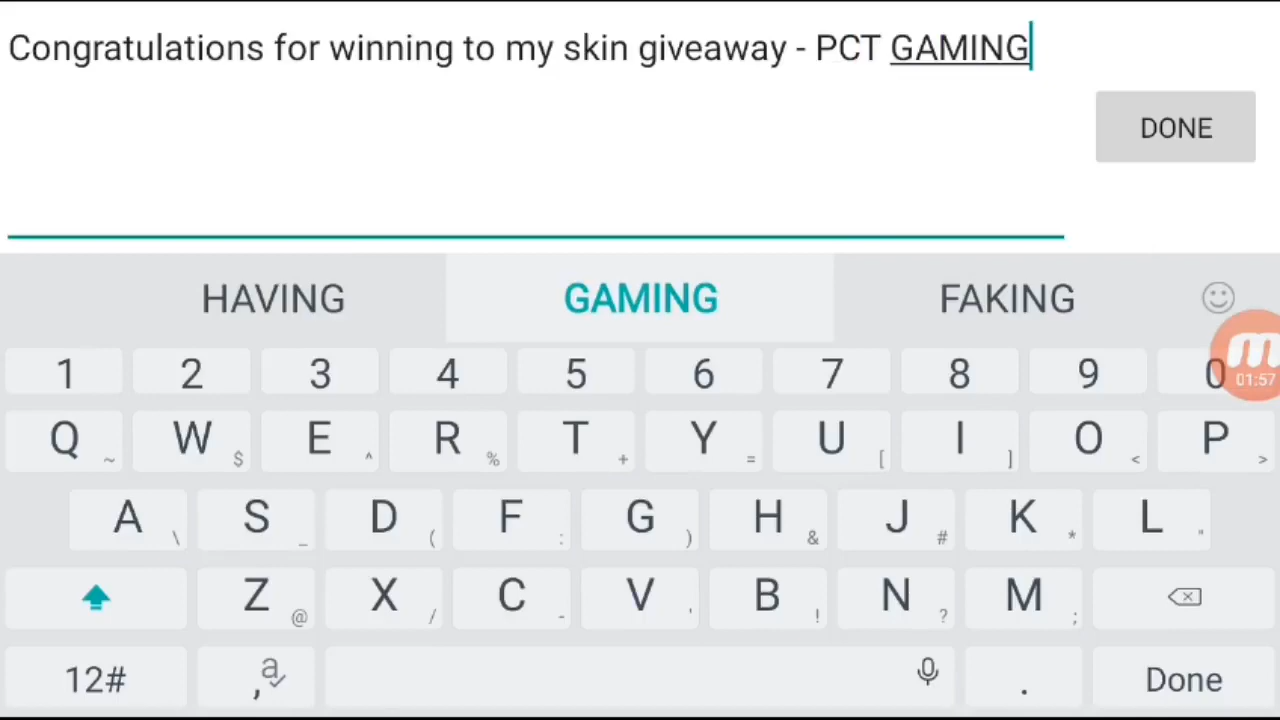 Congratulations for winning to my skin giveaway - PCT GAMING
DONE
HAVING GAMING FAKING
1 2 3 4 5 6 7 8 9 0
01:57
Q ~ W $ E ^ R % T + Y = U [ I ] O < P >
A \ S _ D ( F : G ) H & J # K * L "
Z @ X / C - V ' B ! N ? M ;
12# , a . Done